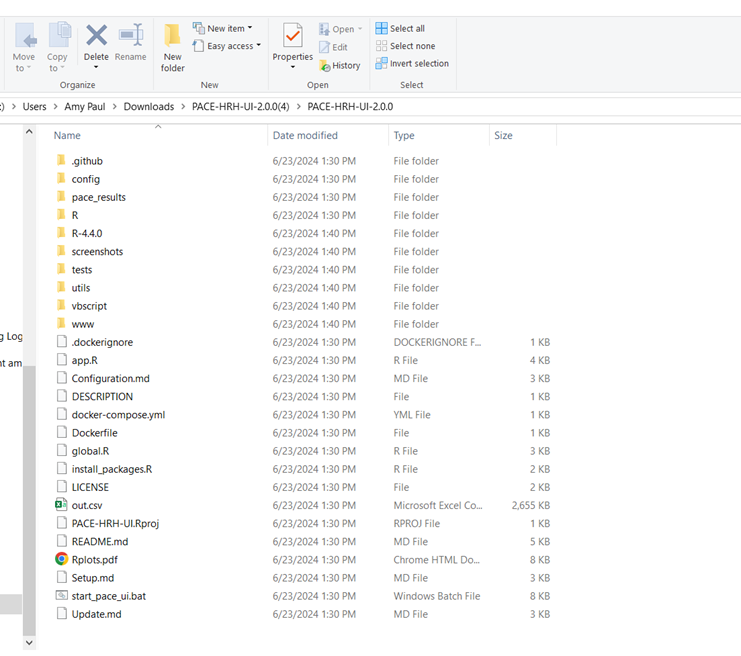 Move to
Copy to
Delete
Rename
Organize
New folder
New item
Easy access
New
Properties
Open
Edit
History
Open
Select all
Select none
Invert selection
Select
:) > Users > Amy Paul > Downloads > PACE-HRH-UI-2.0.0(4) > PACE-HRH-UI-2.0.0
Name Date modified Type Size
.github 6/23/2024 1:30 PM File folder
config 6/23/2024 1:30 PM File folder
pace_results 6/23/2024 1:30 PM File folder
R 6/23/2024 1:30 PM File folder
R-4.4.0 6/23/2024 1:40 PM File folder
screenshots 6/23/2024 1:40 PM File folder
tests 6/23/2024 1:40 PM File folder
utils 6/23/2024 1:40 PM File folder
vbscript 6/23/2024 1:40 PM File folder
www 6/23/2024 1:40 PM File folder
.dockerignore 6/23/2024 1:30 PM DOCKERIGNORE F... 1 KB
app.R 6/23/2024 1:30 PM R File 4 KB
Configuration.md 6/23/2024 1:30 PM MD File 3 KB
DESCRIPTION 6/23/2024 1:30 PM File 1 KB
docker-compose.yml 6/23/2024 1:30 PM YML File 1 KB
Dockerfile 6/23/2024 1:30 PM File 1 KB
global.R 6/23/2024 1:30 PM R File 3 KB
install_packages.R 6/23/2024 1:30 PM R File 2 KB
LICENSE 6/23/2024 1:30 PM File 2 KB
out.csv 6/23/2024 1:30 PM Microsoft Excel Co... 2,655 KB
PACE-HRH-UI.Rproj 6/23/2024 1:30 PM RPROJ File 1 KB
README.md 6/23/2024 1:30 PM MD File 5 KB
Rplots.pdf 6/23/2024 1:30 PM Chrome HTML Do... 8 KB
Setup.md 6/23/2024 1:30 PM MD File 3 KB
start_pace_ui.bat 6/23/2024 1:30 PM Windows Batch File 8 KB
Update.md 6/23/2024 1:30 PM MD File 3 KB
g Log
nt am